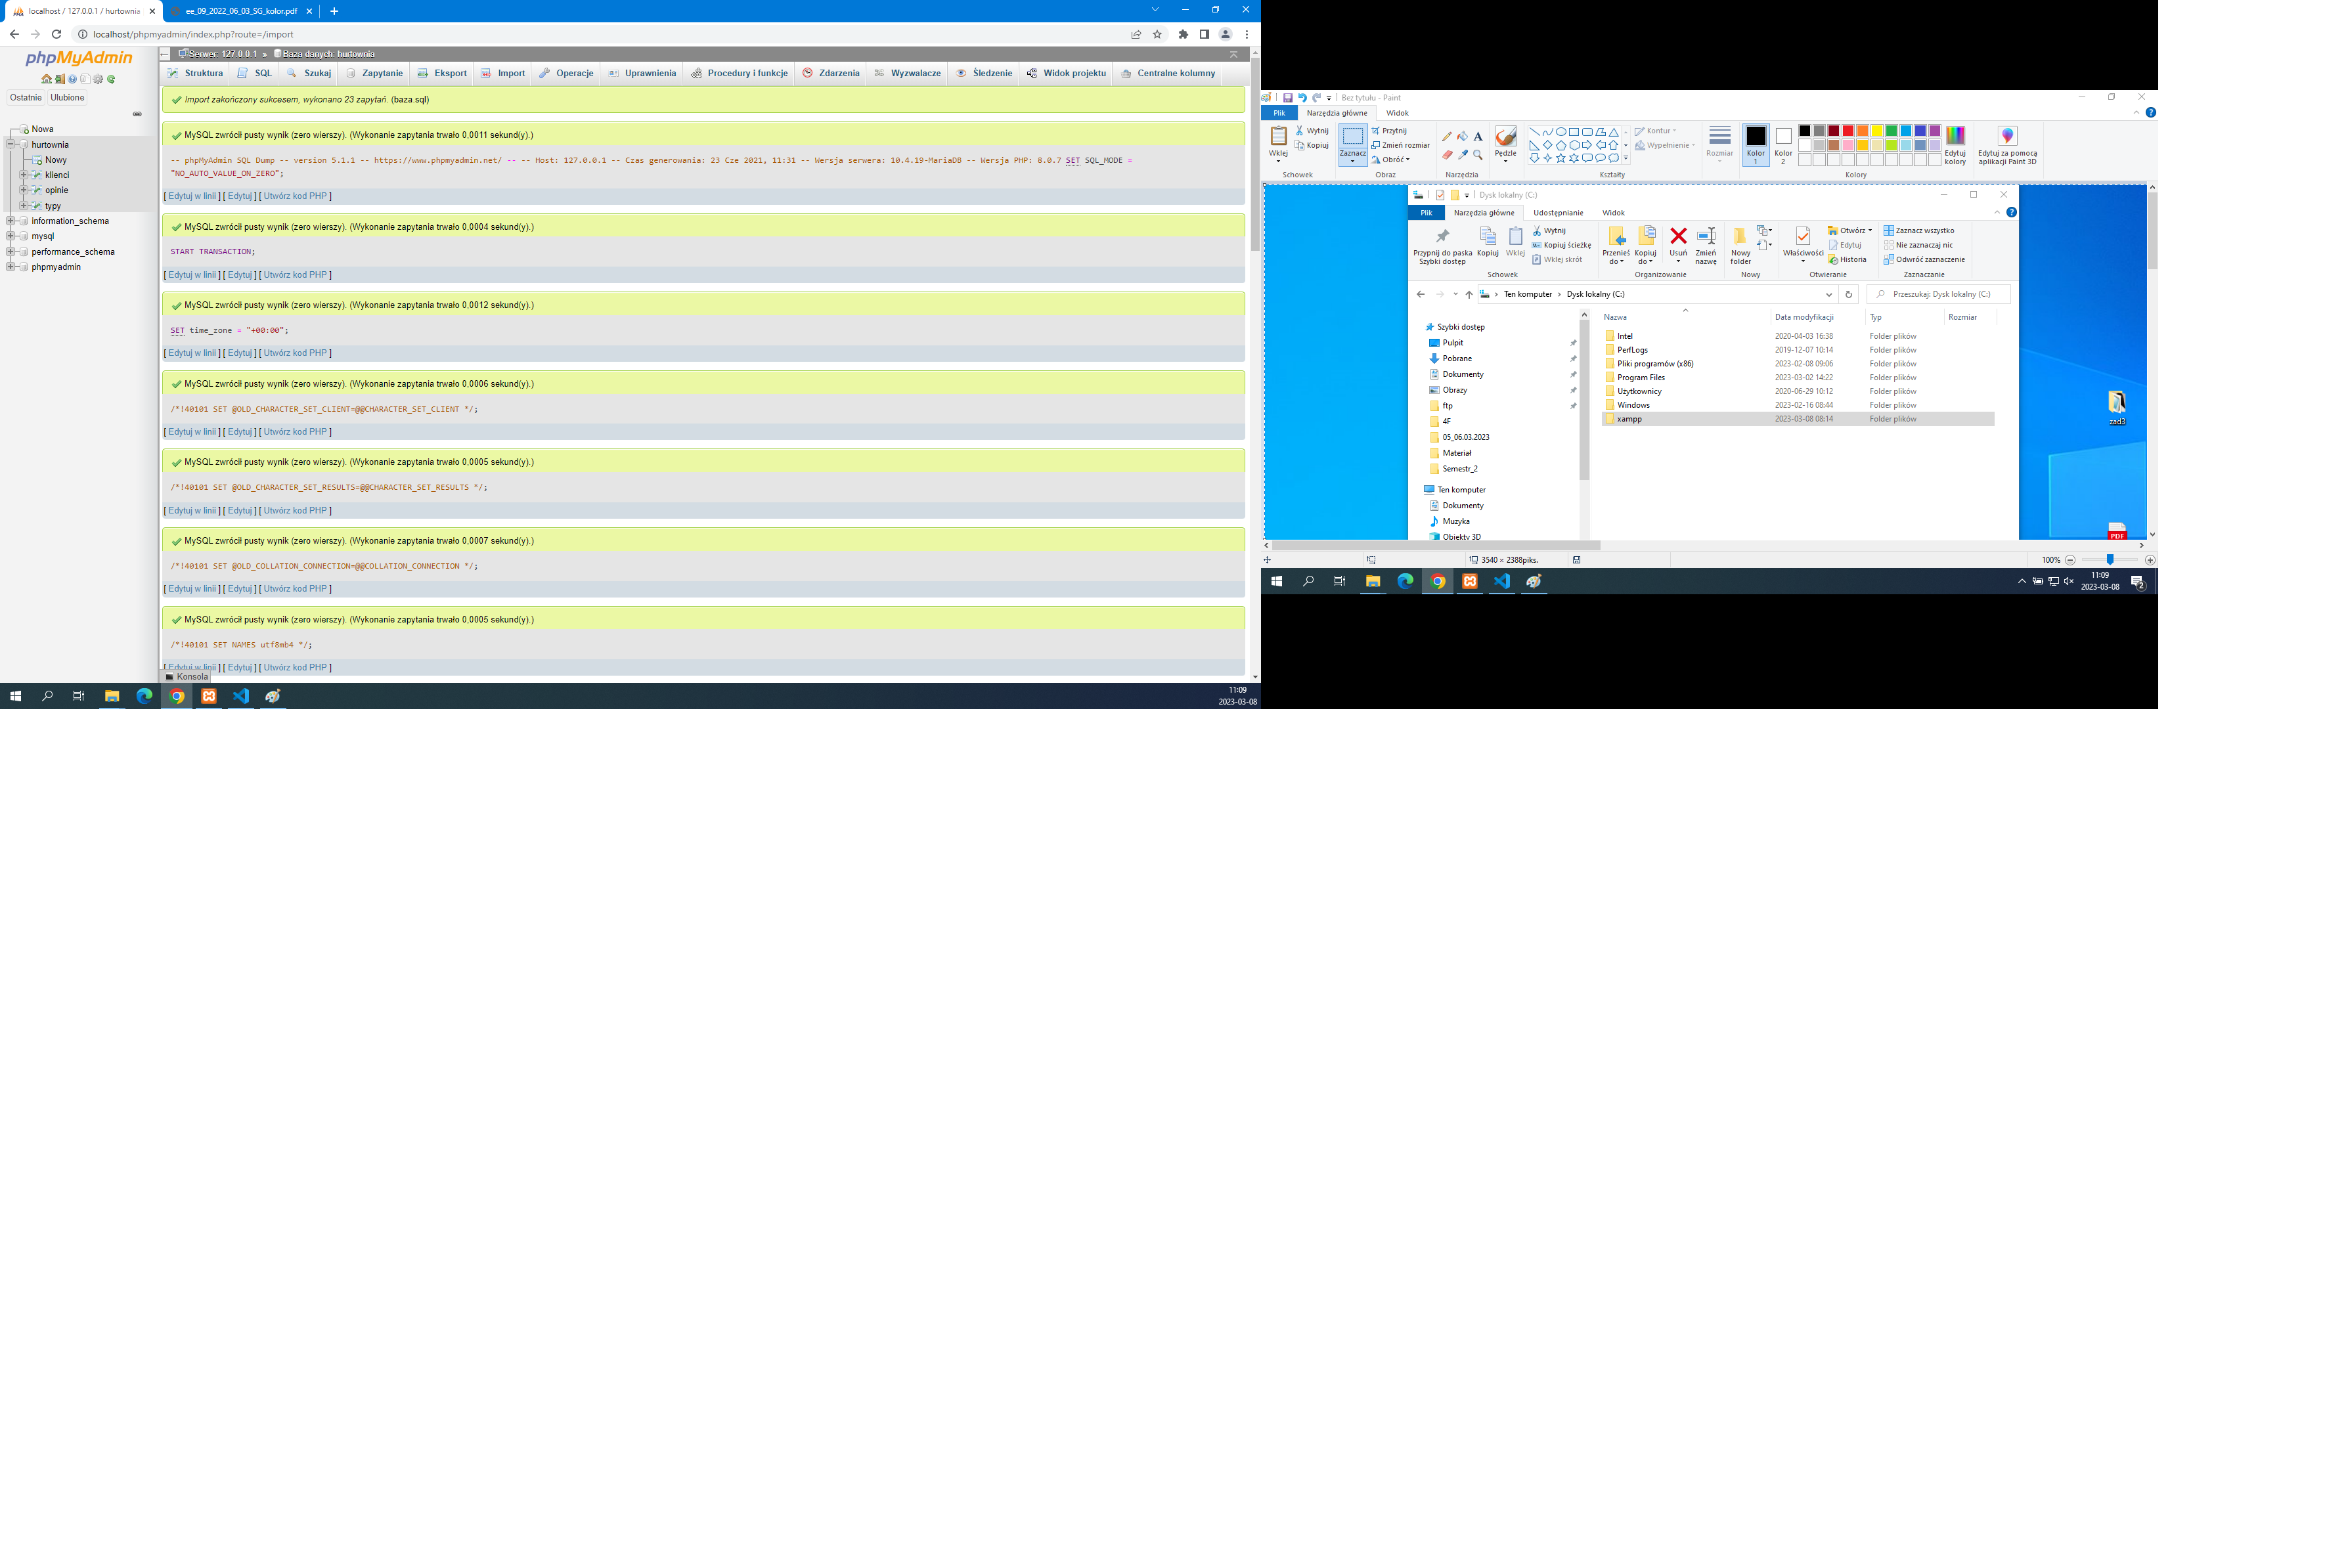 localhost / 127.0.0.1 / hurtownia
ee_09_2022_06_03_SG_kolor.pdf
localhost/phpmyadmin/index.php?route=/import
phpMyAdmin
Ostatnie Ulubione
Nowa
hurtownia
Nowy
klienci
opinie
typy
information_schema
mysql
performance_schema
phpmyadmin
Serwer: 127.0.0.1 » Baza danych: hurtownia
Struktura SQL Szukaj Zapytanie Eksport Import Operacje Uprawnienia Procedury i funkcje Zdarzenia Wyzwalacze Śledzenie Widok projektu Centralne kolumny
Import zakończony sukcesem, wykonano 23 zapytań. (baza.sql)
MySQL zwrócił pusty wynik (zero wierszy). (Wykonanie zapytania trwało 0,0011 sekund(y).)
-- phpMyAdmin SQL Dump -- version 5.1.1 -- https://www.phpmyadmin.net/ -- -- Host: 127.0.0.1 -- Czas generowania: 23 Cze 2021, 11:31 -- Wersja serwera: 10.4.19-MariaDB -- Wersja PHP: 8.0.7 SET SQL_MODE =
"NO_AUTO_VALUE_ON_ZERO";
[ Edytuj w linii ] [ Edytuj ] [ Utwórz kod PHP ]
MySQL zwrócił pusty wynik (zero wierszy). (Wykonanie zapytania trwało 0,0004 sekund(y).)
START TRANSACTION;
[ Edytuj w linii ] [ Edytuj ] [ Utwórz kod PHP ]
MySQL zwrócił pusty wynik (zero wierszy). (Wykonanie zapytania trwało 0,0012 sekund(y).)
SET time_zone = "+00:00";
[ Edytuj w linii ] [ Edytuj ] [ Utwórz kod PHP ]
MySQL zwrócił pusty wynik (zero wierszy). (Wykonanie zapytania trwało 0,0006 sekund(y).)
/*!40101 SET @OLD_CHARACTER_SET_CLIENT=@@CHARACTER_SET_CLIENT */;
[ Edytuj w linii ] [ Edytuj ] [ Utwórz kod PHP ]
MySQL zwrócił pusty wynik (zero wierszy). (Wykonanie zapytania trwało 0,0005 sekund(y).)
/*!40101 SET @OLD_CHARACTER_SET_RESULTS=@@CHARACTER_SET_RESULTS */;
[ Edytuj w linii ] [ Edytuj ] [ Utwórz kod PHP ]
MySQL zwrócił pusty wynik (zero wierszy). (Wykonanie zapytania trwało 0,0007 sekund(y).)
/*!40101 SET @OLD_COLLATION_CONNECTION=@@COLLATION_CONNECTION */;
[ Edytuj w linii ] [ Edytuj ] [ Utwórz kod PHP ]
MySQL zwrócił pusty wynik (zero wierszy). (Wykonanie zapytania trwało 0,0005 sekund(y).)
/*!40101 SET NAMES utf8mb4 */;
[ Edytuj w linii ] [ Edytuj ] [ Utwórz kod PHP ]
Konsola
11:09
2023-03-08
Bez tytułu - Paint
Plik Narzędzia główne Widok
Wklej Wytnij Kopiuj
Schowek
Zaznacz Przytnij Zmień rozmiar Obróć
Obraz
Narzędzia
Pędzle
Kształty
Kontur
Wypełnienie
Rozmiar
Kolor 1
Kolor 2
Edytuj kolory
Kolory
Edytuj za pomocą aplikacji Paint 3D
Dysk lokalny (C:)
Plik Narzędzia główne Udostępnianie Widok
Przypnij do paska Szybki dostęp
Kopiuj
Wklej
Wytnij
Kopiuj ścieżkę
Wklej skrót
Schowek
Przenieś do
Kopiuj do
Usuń
Zmień nazwę
Organizowanie
Nowy folder
Nowy
Właściwości
Otwórz
Edytuj
Historia
Otwieranie
Zaznacz wszystko
Nie zaznaczaj nic
Odwróć zaznaczenie
Zaznaczanie
Ten komputer › Dysk lokalny (C:)
Przeszukaj: Dysk lokalny (C:)
Szybki dostęp
Pulpit
Pobrane
Dokumenty
Obrazy
ftp
4F
05_06.03.2023
Materiał
Semestr_2
Ten komputer
Dokumenty
Muzyka
Obiekty 3D
Nazwa Data modyfikacji Typ Rozmiar
Intel 2020-04-03 16:38 Folder plików
PerfLogs 2019-12-07 10:14 Folder plików
Pliki programów (x86) 2023-02-08 09:06 Folder plików
Program Files 2023-03-02 14:22 Folder plików
Użytkownicy 2020-06-29 10:12 Folder plików
Windows 2023-02-16 08:44 Folder plików
xampp 2023-03-08 08:14 Folder plików
zad3
PDF
3540 × 2388piks.
100%
11:09
2023-03-08
2